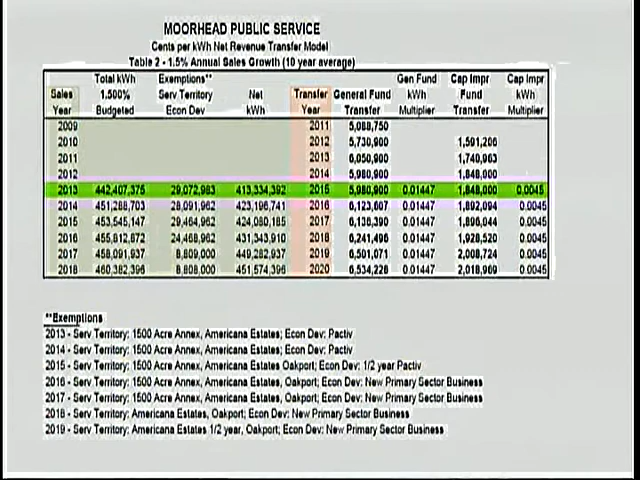 MOORHEAD PUBLIC SERVICE
Cents per kWh Net Revenue Transfer Model
Table 2 - 1.5% Annual Sales Growth (10 year average)
Total kWh Exemptions** Gen Fund Cap Impr Cap Impr
Sales 1.500% Serv Territory Net Transfer General Fund kWh Fund kWh
Year Budgeted Econ Dev kWh Year Transfer Multiplier Transfer Multiplier
2009 2011 5,088,750
2010 2012 5,730,900 1,591,206
2011 2013 6,050,900 1,740,963
2012 2014 5,980,900 1,848,000
2013 442,407,375 29,072,983 413,334,392 2015 5,980,900 0.01447 1,848,000 0.0045
2014 451,288,703 28,091,962 423,196,741 2016 6,123,607 0.01447 1,892,094 0.0045
2015 453,545,147 29,464,962 424,080,185 2017 6,136,390 0.01447 1,896,044 0.0045
2016 455,812,872 24,468,962 431,343,910 2018 6,241,496 0.01447 1,928,520 0.0045
2017 458,091,937 8,809,000 449,282,937 2019 6,501,071 0.01447 2,008,724 0.0045
2018 460,382,396 8,808,000 451,574,396 2020 6,534,228 0.01447 2,018,969 0.0045
**Exemptions
2013 - Serv Territory: 1500 Acre Annex, Americana Estates; Econ Dev: Pactiv
2014 - Serv Territory: 1500 Acre Annex, Americana Estates; Econ Dev: Pactiv
2015 - Serv Territory: 1500 Acre Annex, Americana Estates Oakport; Econ Dev: 1/2 year Pactiv
2016 - Serv Territory: 1500 Acre Annex, Americana Estates, Oakport; Econ Dev: New Primary Sector Business
2017 - Serv Territory: 1500 Acre Annex, Americana Estates, Oakport; Econ Dev: New Primary Sector Business
2018 - Serv Territory: Americana Estates, Oakport; Econ Dev: New Primary Sector Business
2019 - Serv Territory: Americana Estates 1/2 year, Oakport; Econ Dev: New Primary Sector Business